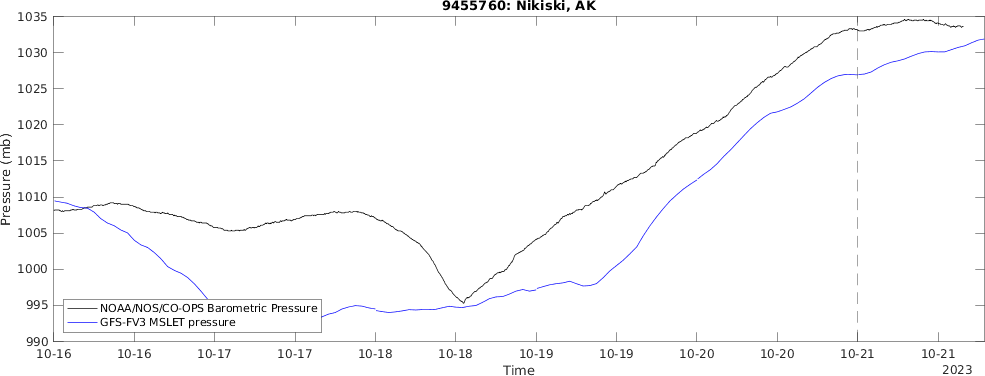 9455760: Nikiski, AK
1035
1030
1025
1020
1015
1010
1005
1000
995
990
Pressure (mb)
NOAA/NOS/CO-OPS Barometric Pressure
GFS-FV3 MSLET pressure
10-16 10-16 10-17 10-17 10-18 10-18 10-19 10-19 10-20 10-20 10-21 10-21
Time
2023